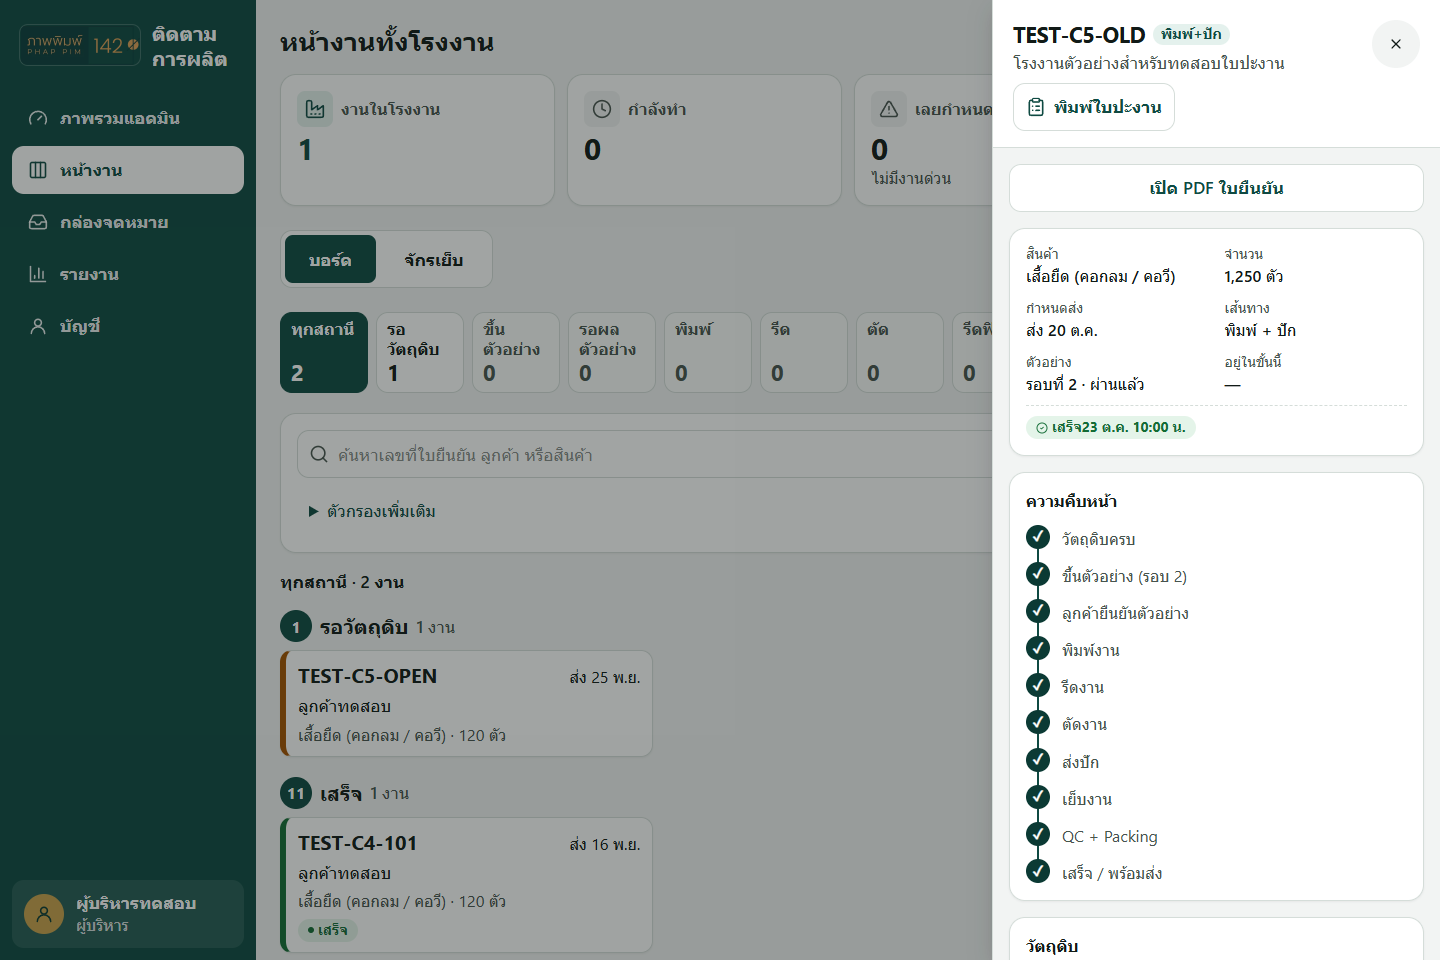 ภาพพิมพ์
PHAP PIM
142
ติดตาม
การผลิต
ภาพรวมแอดมิน
หน้างาน
กล่องจดหมาย
รายงาน
บัญชี
ผู้บริหารทดสอบ
ผู้บริหาร
หน้างานทั้งโรงงาน
งานในโรงงาน
1
กำลังทำ
0
เลยกำหนด
0
ไม่มีงานด่วน
บอร์ด
จักรเย็บ
ทุกสถานี
2
รอ
วัตถุดิบ
1
ขึ้น
ตัวอย่าง
0
รอผล
ตัวอย่าง
0
พิมพ์
0
รีด
0
ตัด
0
0
ค้นหาเลขที่ใบยืนยัน ลูกค้า หรือสินค้า
ตัวกรองเพิ่มเติม
ทุกสถานี · 2 งาน
1 รอวัตถุดิบ 1 งาน
TEST-C5-OPEN
ส่ง 25 พ.ย.
ลูกค้าทดสอบ
เสื้อยืด (คอกลม / คอวี) · 120 ตัว
11 เสร็จ 1 งาน
TEST-C4-101
ส่ง 16 พ.ย.
ลูกค้าทดสอบ
เสื้อยืด (คอกลม / คอวี) · 120 ตัว
เสร็จ
TEST-C5-OLD
พิมพ์+ปัก
โรงงานตัวอย่างสำหรับทดสอบใบปะงาน
พิมพ์ใบปะงาน
เปิด PDF ใบยืนยัน
สินค้า
เสื้อยืด (คอกลม / คอวี)
จำนวน
1,250 ตัว
กำหนดส่ง
ส่ง 20 ต.ค.
เส้นทาง
พิมพ์ + ปัก
ตัวอย่าง
รอบที่ 2 · ผ่านแล้ว
อยู่ในขั้นนี้
—
เสร็จ23 ต.ค. 10:00 น.
ความคืบหน้า
วัตถุดิบครบ
ขึ้นตัวอย่าง (รอบ 2)
ลูกค้ายืนยันตัวอย่าง
พิมพ์งาน
รีดงาน
ตัดงาน
ส่งปัก
เย็บงาน
QC + Packing
เสร็จ / พร้อมส่ง
วัตถุดิบ